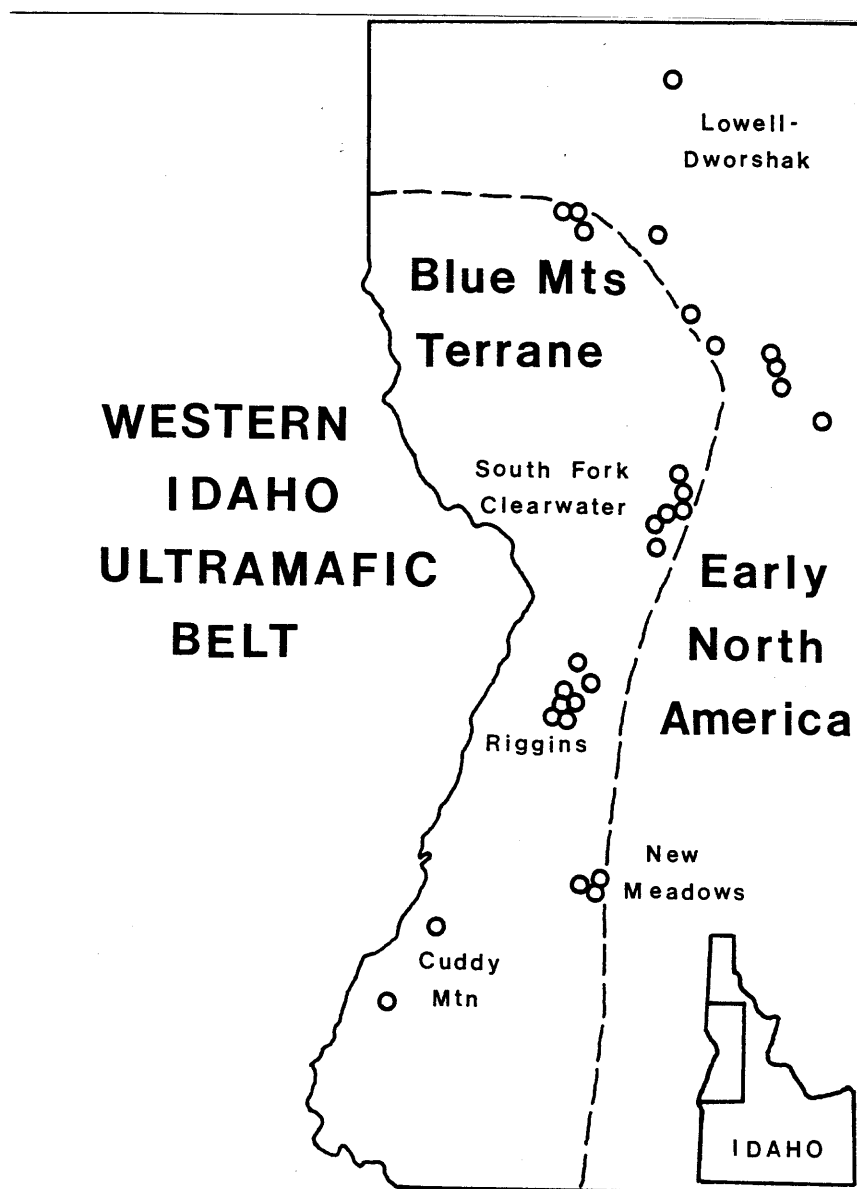 Lowell-
Dworshak
Blue Mts
Terrane
WESTERN
IDAHO
ULTRAMAFIC
BELT
South Fork
Clearwater
Early
North
America
Riggins
New
Meadows
Cuddy
Mtn
IDAHO